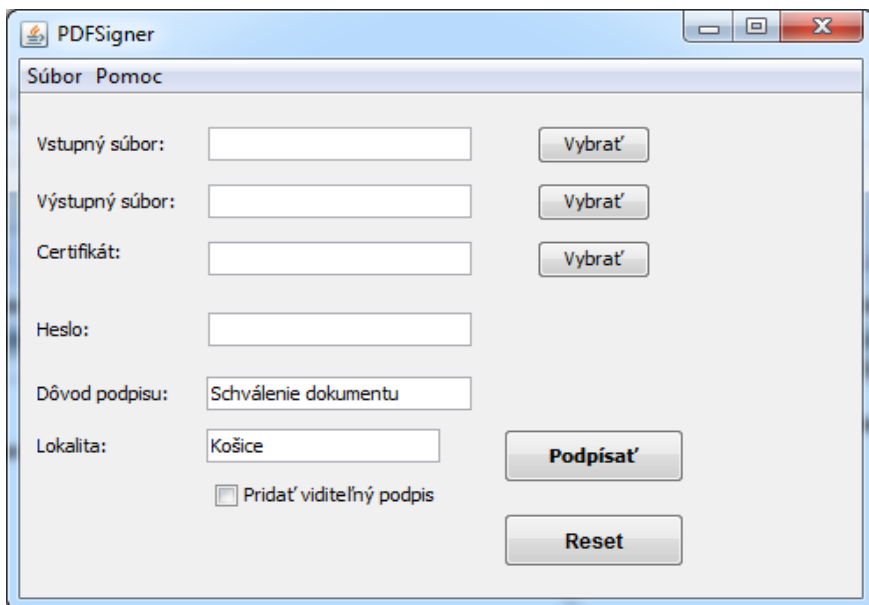 PDFSigner
Súbor Pomoc
Vstupný súbor: Vybrať
Výstupný súbor: Vybrať
Certifikát: Vybrať
Heslo:
Dôvod podpisu: Schválenie dokumentu
Lokalita: Košice
Podpísať
Pridať viditeľný podpis
Reset